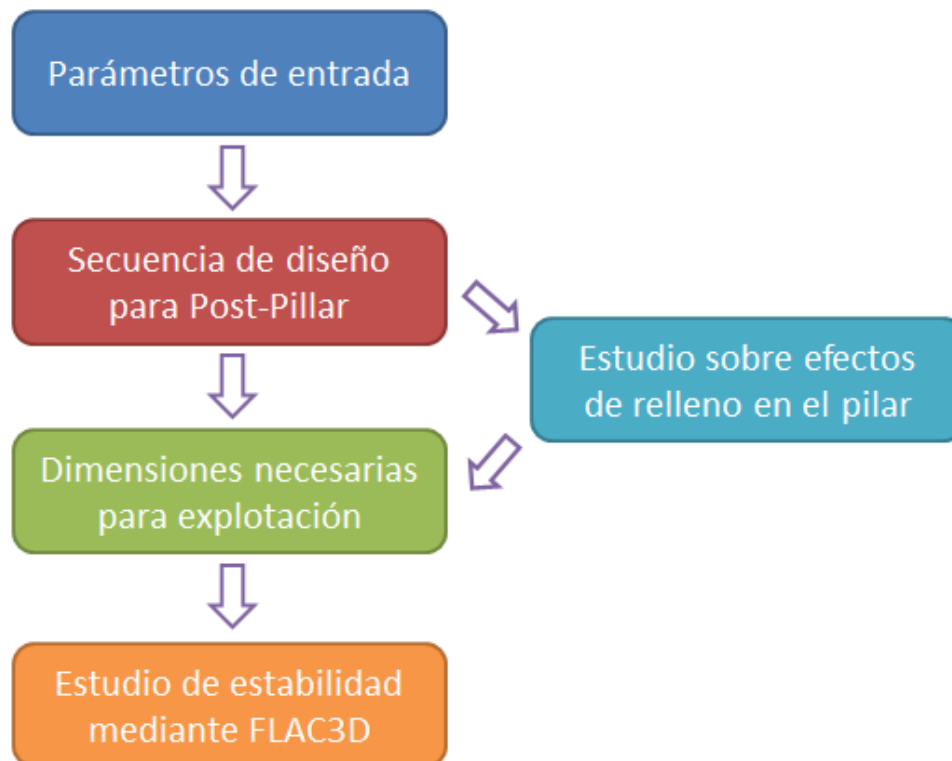 Parámetros de entrada
Secuencia de diseño
para Post-Pillar
Estudio sobre efectos
de relleno en el pilar
Dimensiones necesarias
para explotación
Estudio de estabilidad
mediante FLAC3D